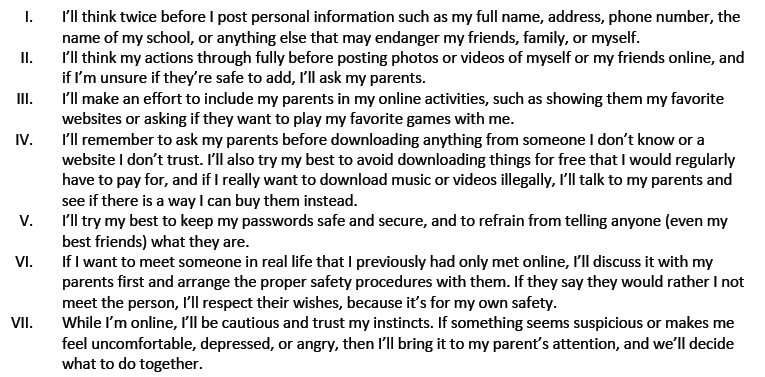 I. I’ll think twice before I post personal information such as my full name, address, phone number, the
name of my school, or anything else that may endanger my friends, family, or myself.
II. I’ll think my actions through fully before posting photos or videos of myself or my friends online, and
if I’m unsure if they’re safe to add, I’ll ask my parents.
III. I’ll make an effort to include my parents in my online activities, such as showing them my favorite
websites or asking if they want to play my favorite games with me.
IV. I’ll remember to ask my parents before downloading anything from someone I don’t know or a
website I don’t trust. I’ll also try my best to avoid downloading things for free that I would regularly
have to pay for, and if I really want to download music or videos illegally, I’ll talk to my parents and
see if there is a way I can buy them instead.
V. I’ll try my best to keep my passwords safe and secure, and to refrain from telling anyone (even my
best friends) what they are.
VI. If I want to meet someone in real life that I previously had only met online, I’ll discuss it with my
parents first and arrange the proper safety procedures with them. If they say they would rather I not
meet the person, I’ll respect their wishes, because it’s for my own safety.
VII. While I’m online, I’ll be cautious and trust my instincts. If something seems suspicious or makes me
feel uncomfortable, depressed, or angry, then I’ll bring it to my parent’s attention, and we’ll decide
what to do together.